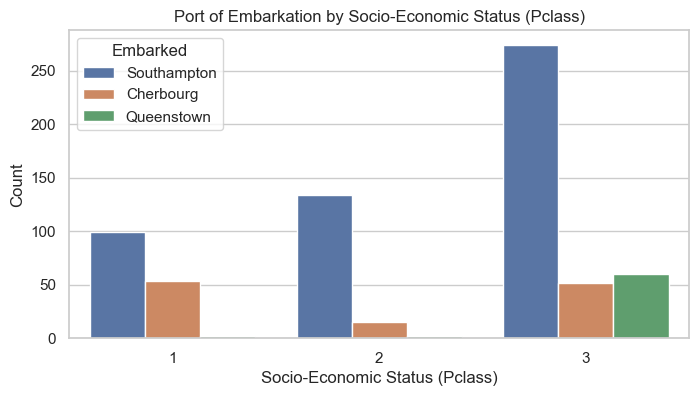 Port of Embarkation by Socio-Economic Status (Pclass)
Embarked
Southampton
Cherbourg
Queenstown
Count
250
200
150
100
50
0
1 2 3
Socio-Economic Status (Pclass)